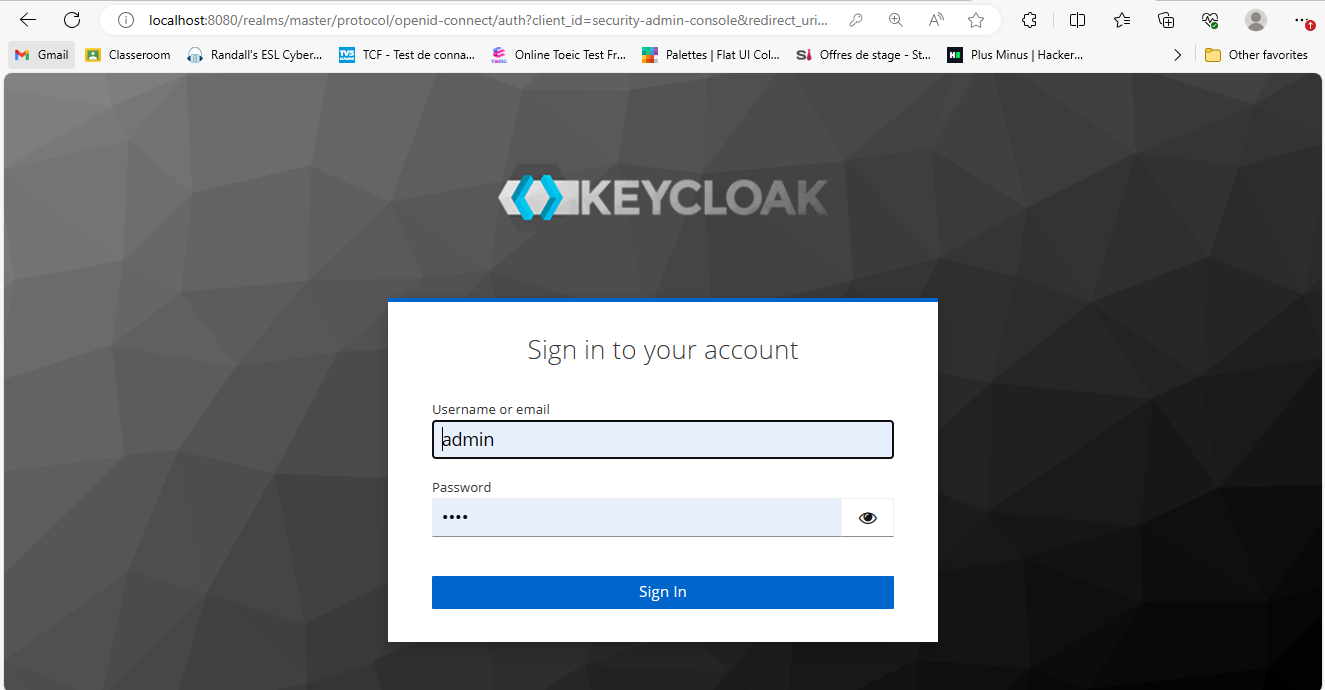 localhost:8080/realms/master/protocol/openid-connect/auth?client_id=security-admin-console&redirect_uri...
Gmail Classeroom Randall's ESL Cyber... TCF - Test de conna... Online Toeic Test Fr... Palettes | Flat UI Col... Offres de stage - St... Plus Minus | Hacker... Other favorites
KEYCLOAK
Sign in to your account
Username or email
admin
Password
••••
Sign In